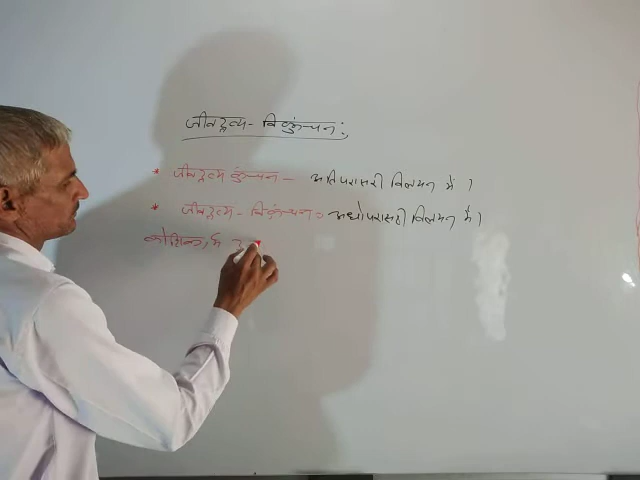 जीवद्रव्य - विकुंन्चन:
* जीवद्रव्य कुंन्चन - अतिपरासरी विलयन में ।
* जीवद्रव्य - विकुंन्चन - अधोपरासरी विलयन में ।